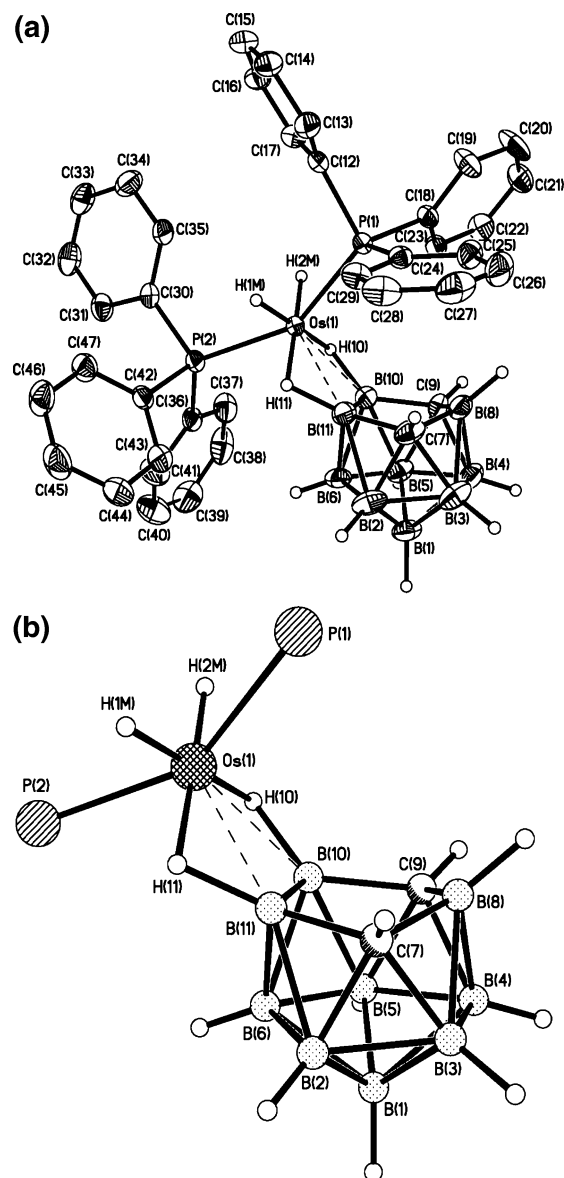 (a)
C(15)
C(14)
C(16)
C(13)
C(17)
C(12)
C(19)
C(20)
C(21)
C(34)
C(33)
C(35)
C(32)
C(18)
P(1)
C(23)
C(22)
C(25)
C(24)
C(26)
C(29)
C(28)
C(27)
H(2M)
H(1M)
C(30)
C(31)
Os(1)
H(10)
P(2)
C(47)
C(46)
C(42)
C(37)
C(36)
H(11)
B(10)
C(9)
B(11)
B(8)
C(7)
C(43)
C(38)
C(41)
C(45)
C(44)
C(39)
C(40)
B(6)
B(5)
B(4)
B(2)
B(3)
B(1)
(b)
P(1)
H(2M)
H(1M)
Os(1)
P(2)
H(10)
B(10)
C(9)
H(11)
B(8)
B(11)
C(7)
B(4)
B(5)
B(6)
B(3)
B(2)
B(1)